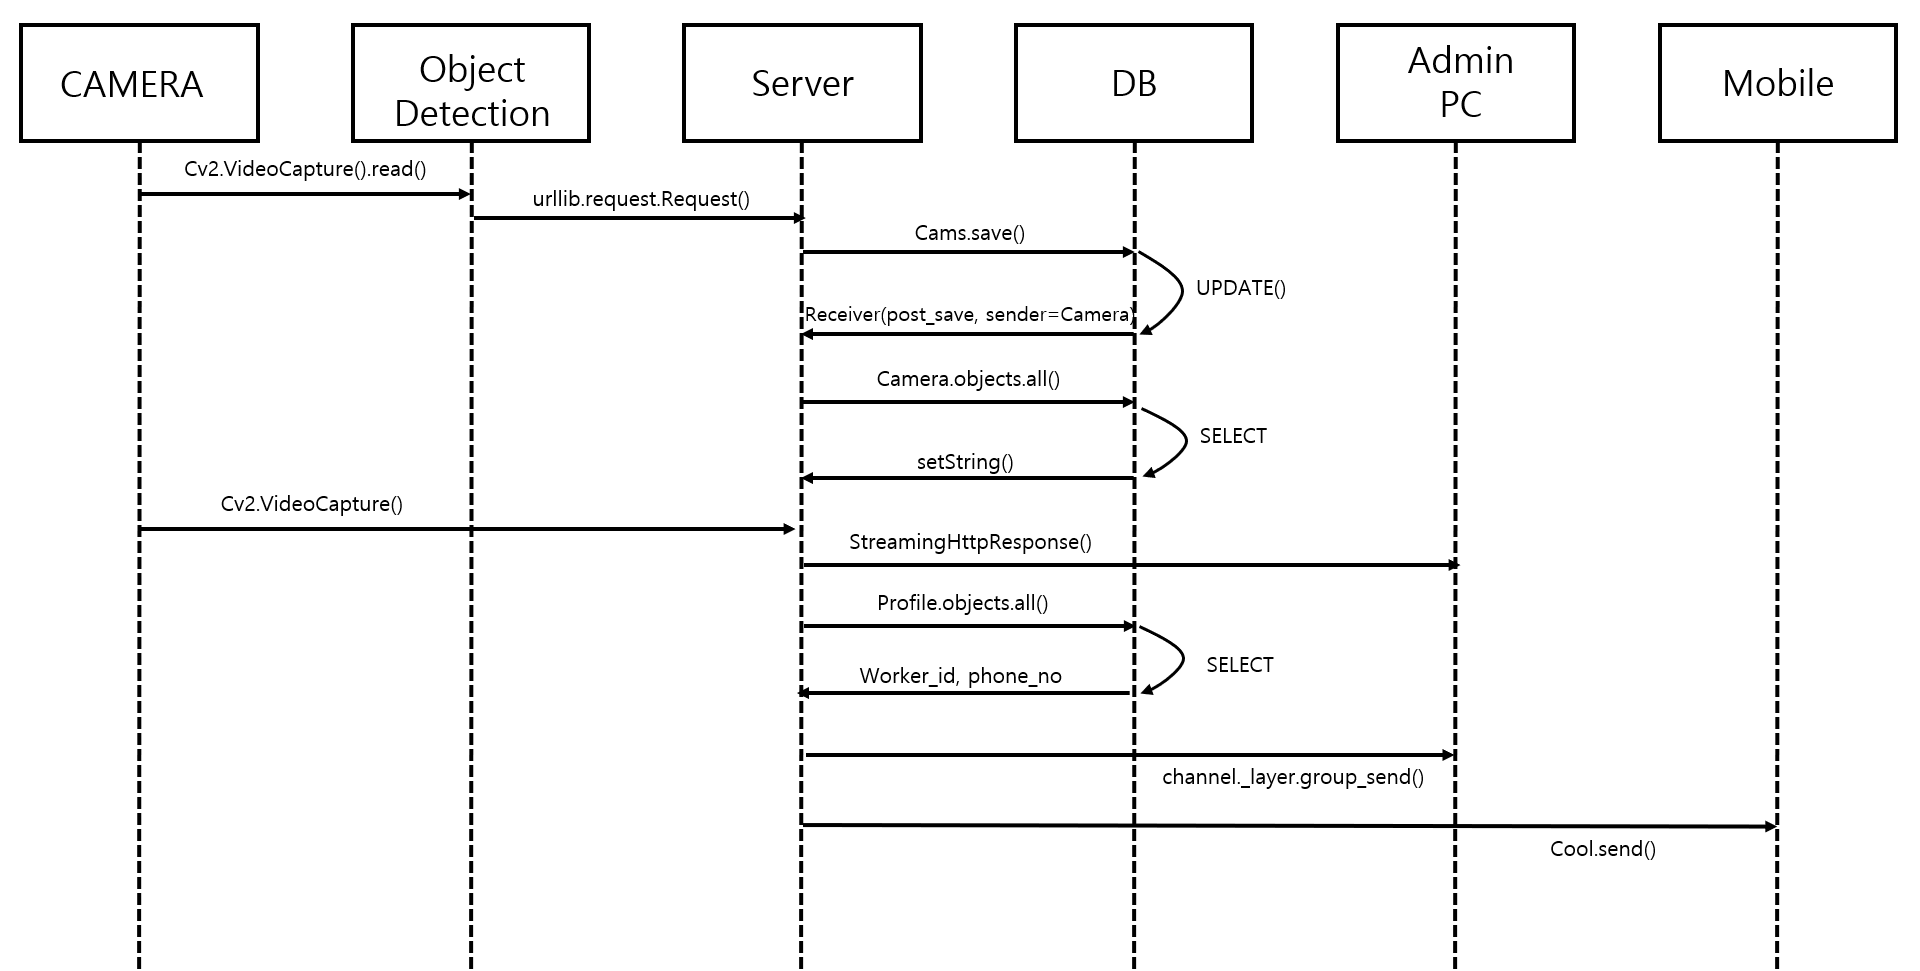 CAMERA
Object
Detection
Server
DB
Admin
PC
Mobile
Cv2.VideoCapture().read()
urllib.request.Request()
Cams.save()
UPDATE()
Receiver(post_save, sender=Camera)
Camera.objects.all()
SELECT
setString()
Cv2.VideoCapture()
StreamingHttpResponse()
Profile.objects.all()
SELECT
Worker_id, phone_no
channel._layer.group_send()
Cool.send()